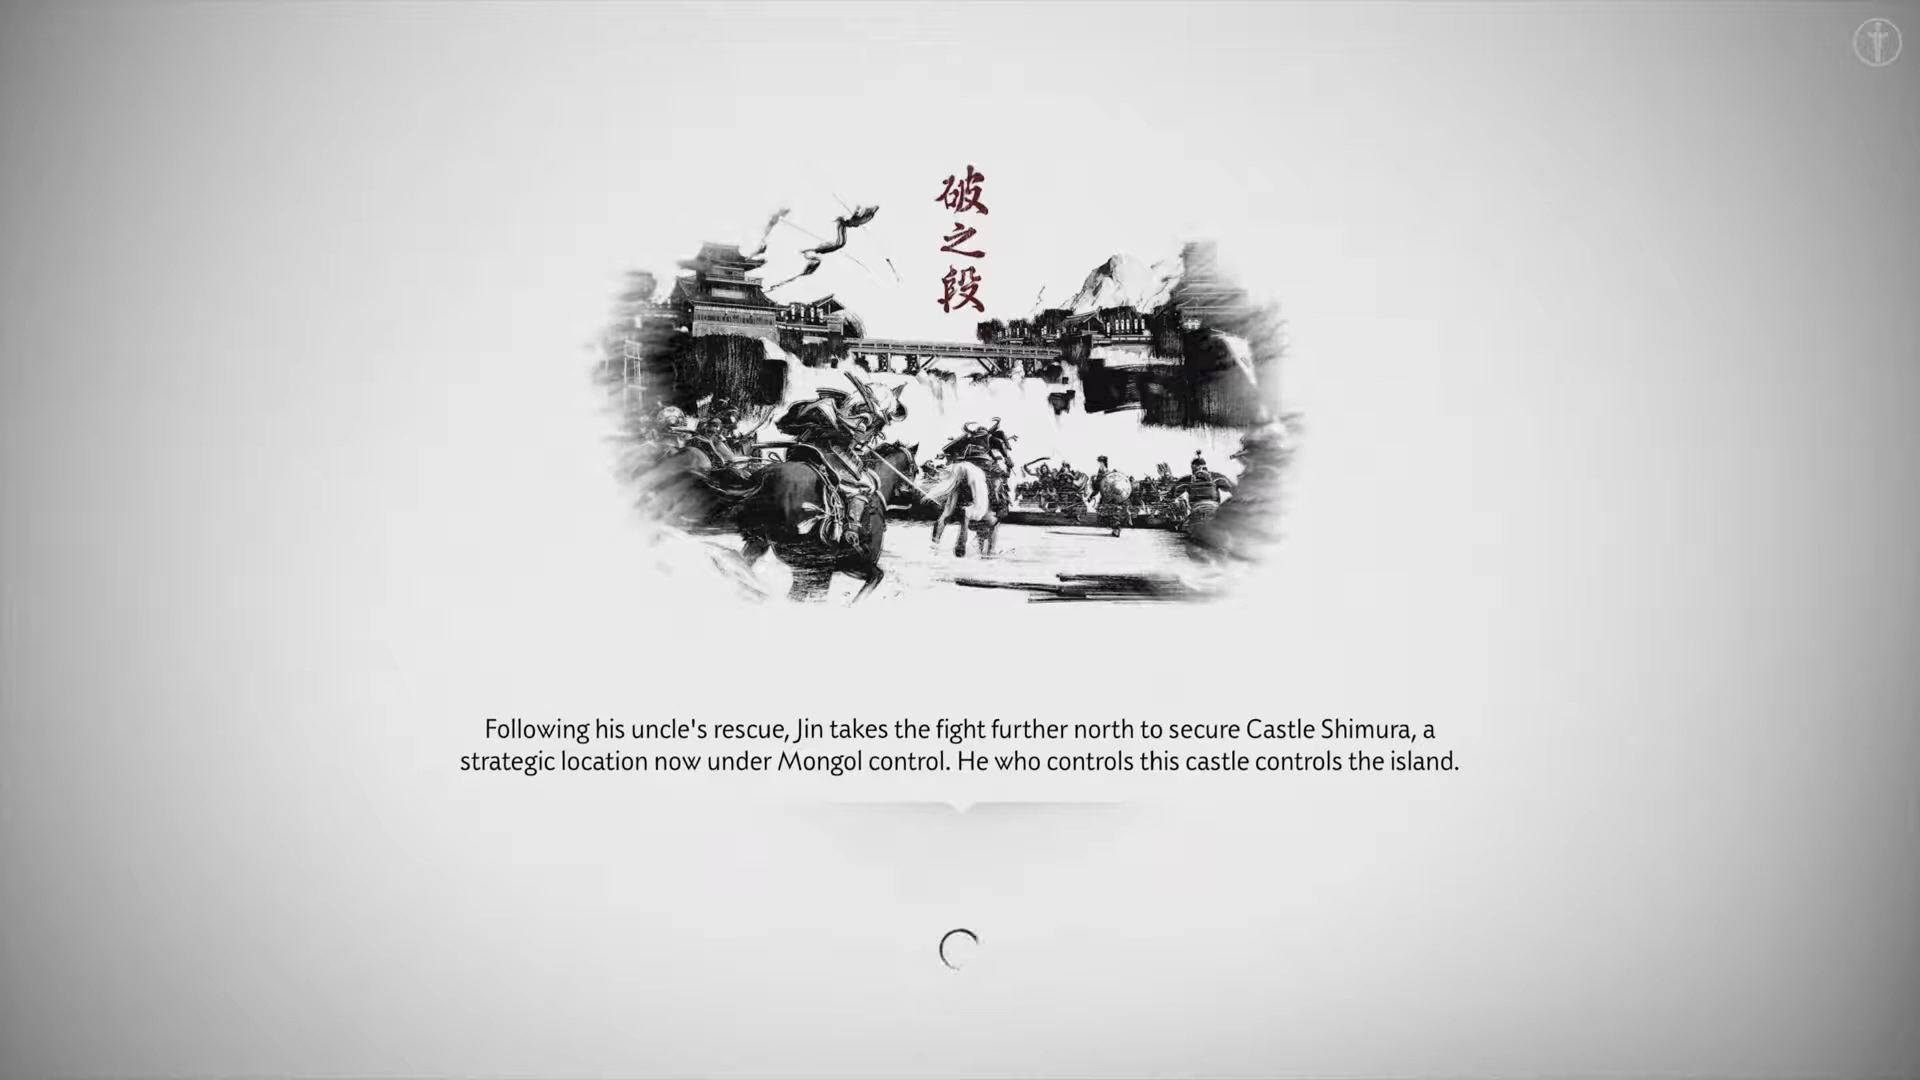 破之段
Following his uncle's rescue, Jin takes the fight further north to secure Castle Shimura, a
strategic location now under Mongol control. He who controls this castle controls the island.